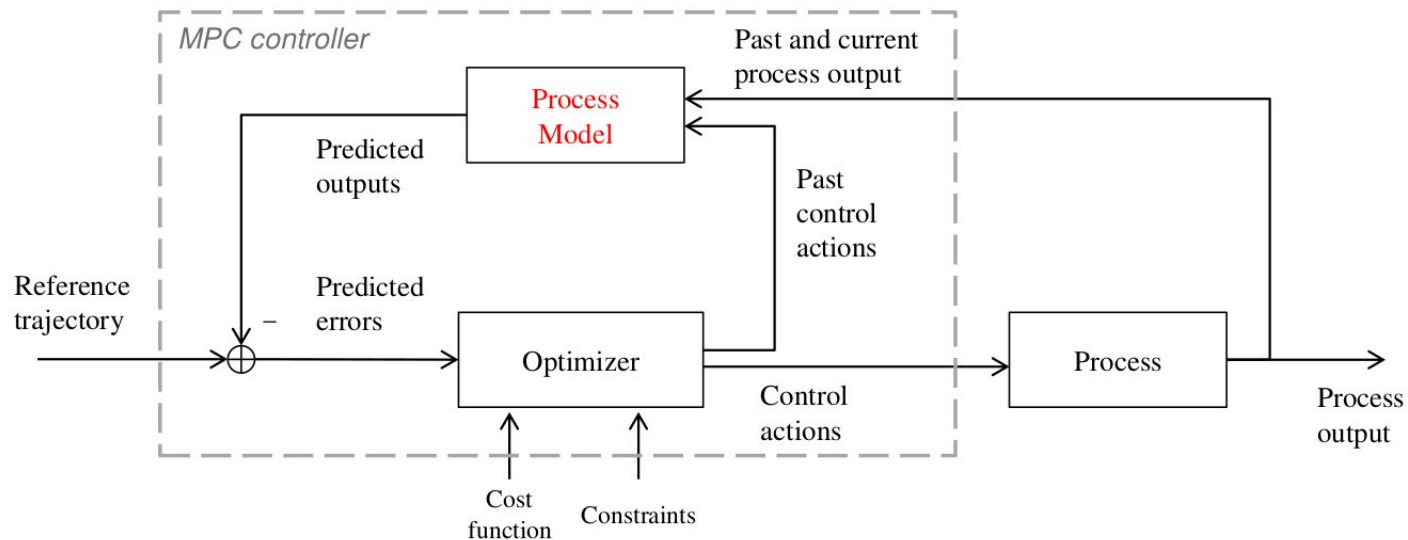 MPC controller
Past and current
process output
Process
Model
Predicted
outputs
Past
control
actions
Reference
trajectory
Predicted
errors
–
Optimizer
Process
Control
actions
Process
output
Cost
function
Constraints